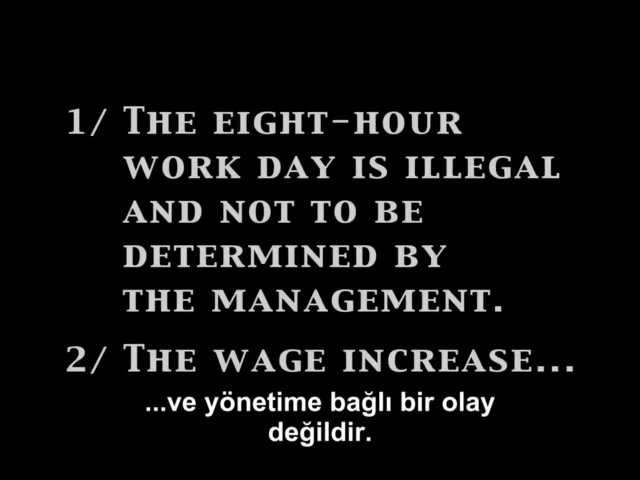 1/ The eight-hour
work day is illegal
and not to be
determined by
the management.
2/ The wage increase...
...ve yönetime bağlı bir olay
değildir.